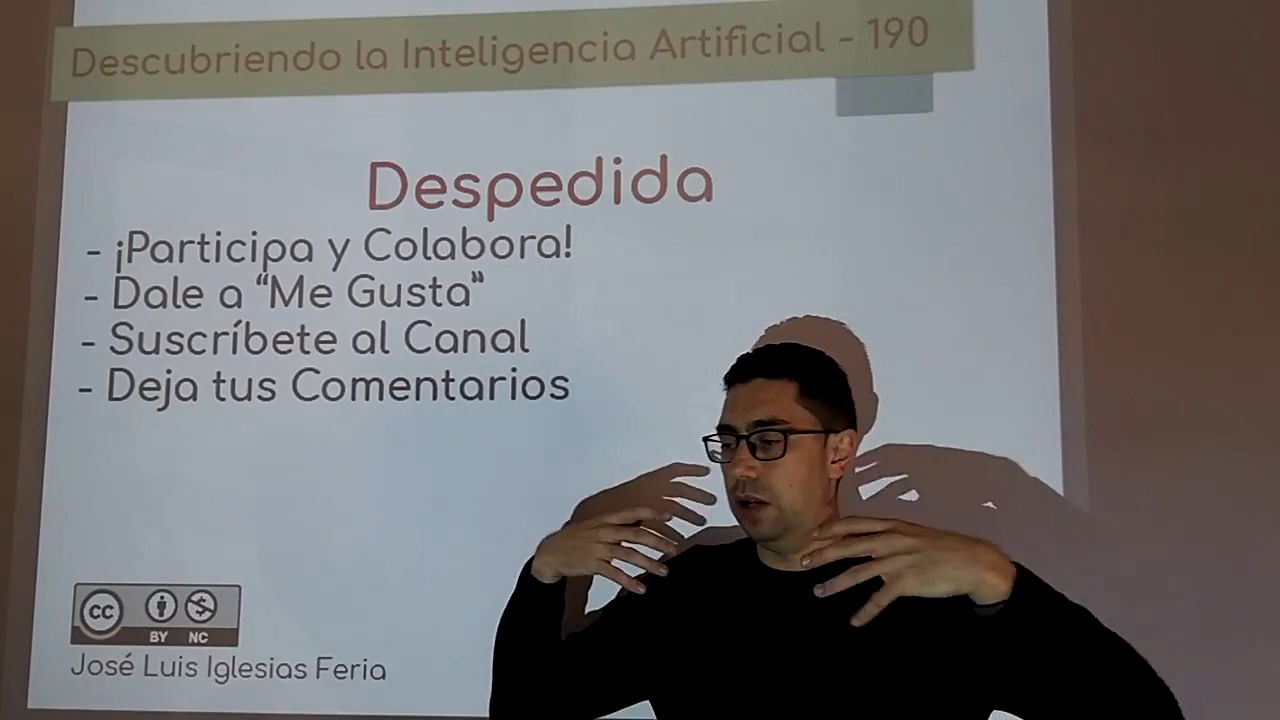 Descubriendo la Inteligencia Artificial - 190
Despedida
- ¡Participa y Colabora!
- Dale a “Me Gusta”
- Suscríbete al Canal
- Deja tus Comentarios
CC BY NC
José Luis Iglesias Feria